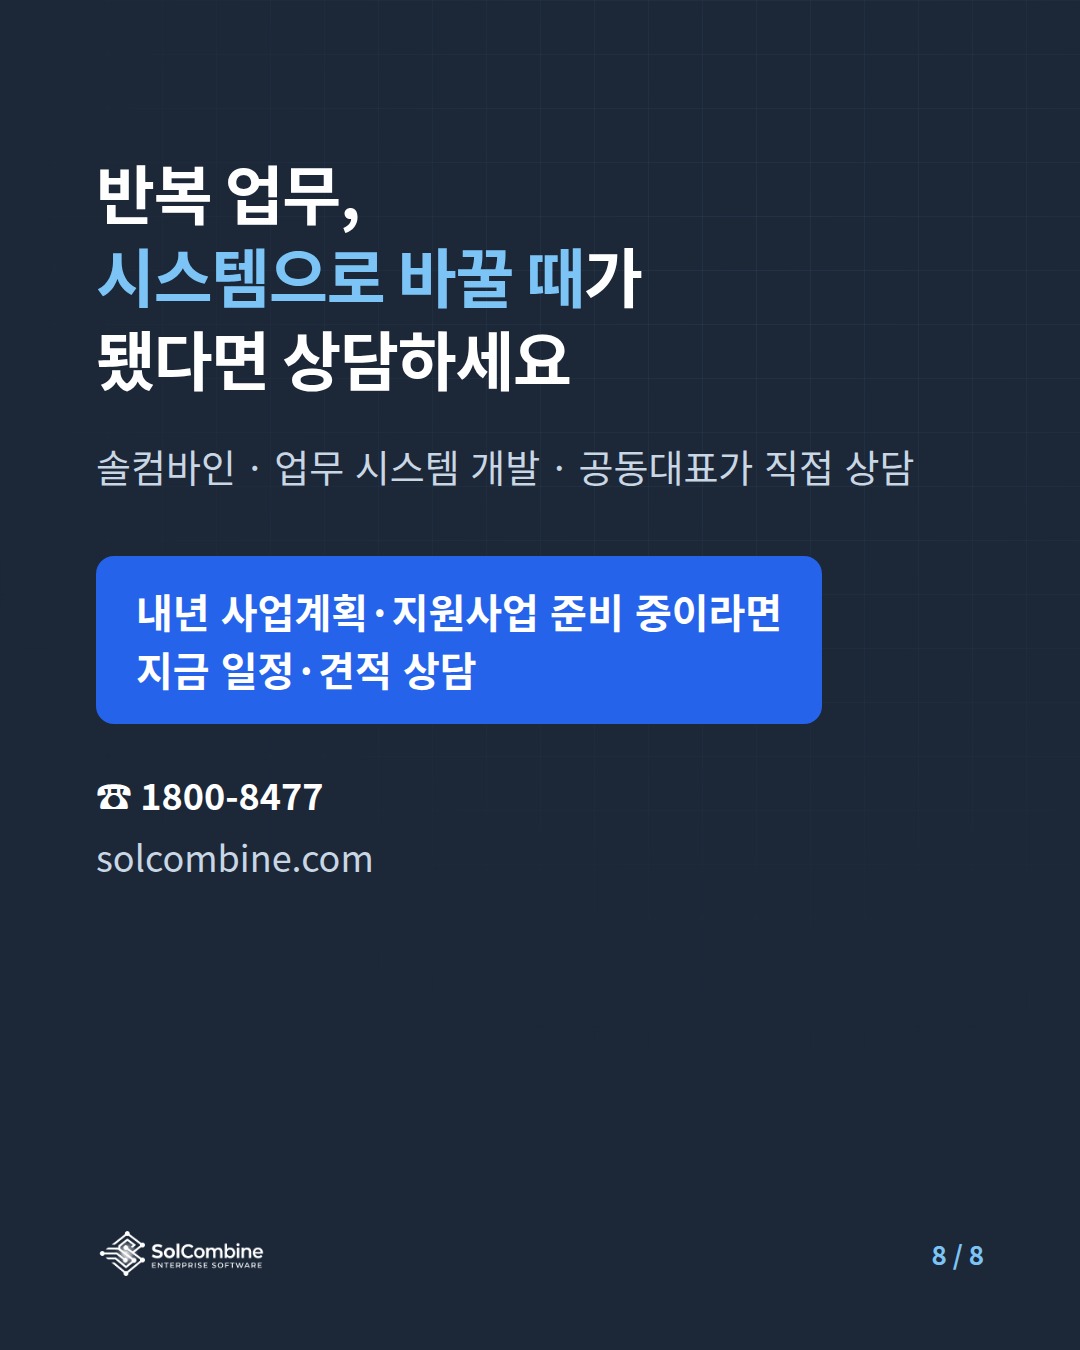 반복 업무,
시스템으로 바꿀 때가
됐다면 상담하세요
솔컴바인 · 업무 시스템 개발 · 공동대표가 직접 상담
내년 사업계획·지원사업 준비 중이라면
지금 일정·견적 상담
☎ 1800-8477
solcombine.com
SolCombine
ENTERPRISE SOFTWARE
8 / 8